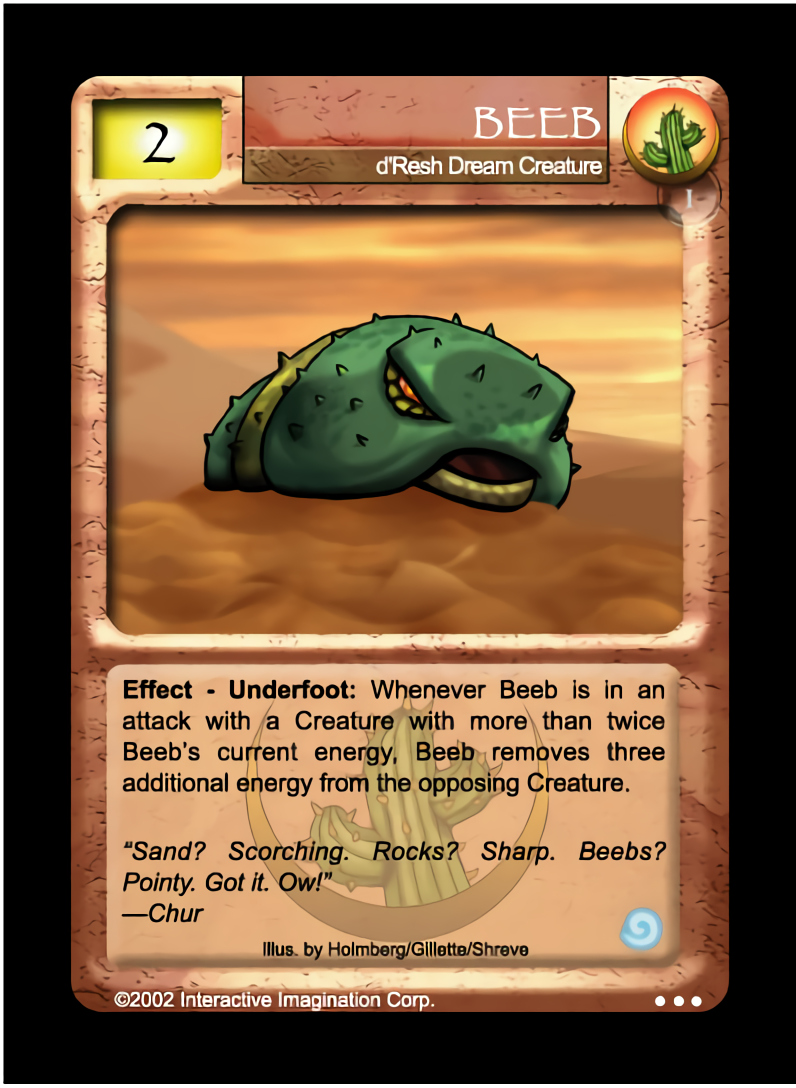 2
BEEB
d'Resh Dream Creature
I
Effect - Underfoot: Whenever Beeb is in an
attack with a Creature with more than twice
Beeb's current energy, Beeb removes three
additional energy from the opposing Creature.
"Sand? Scorching. Rocks? Sharp. Beebs?
Pointy. Got it. Ow!"
—Chur
Illus. by Holmberg/Gillette/Shreve
©2002 Interactive Imagination Corp.